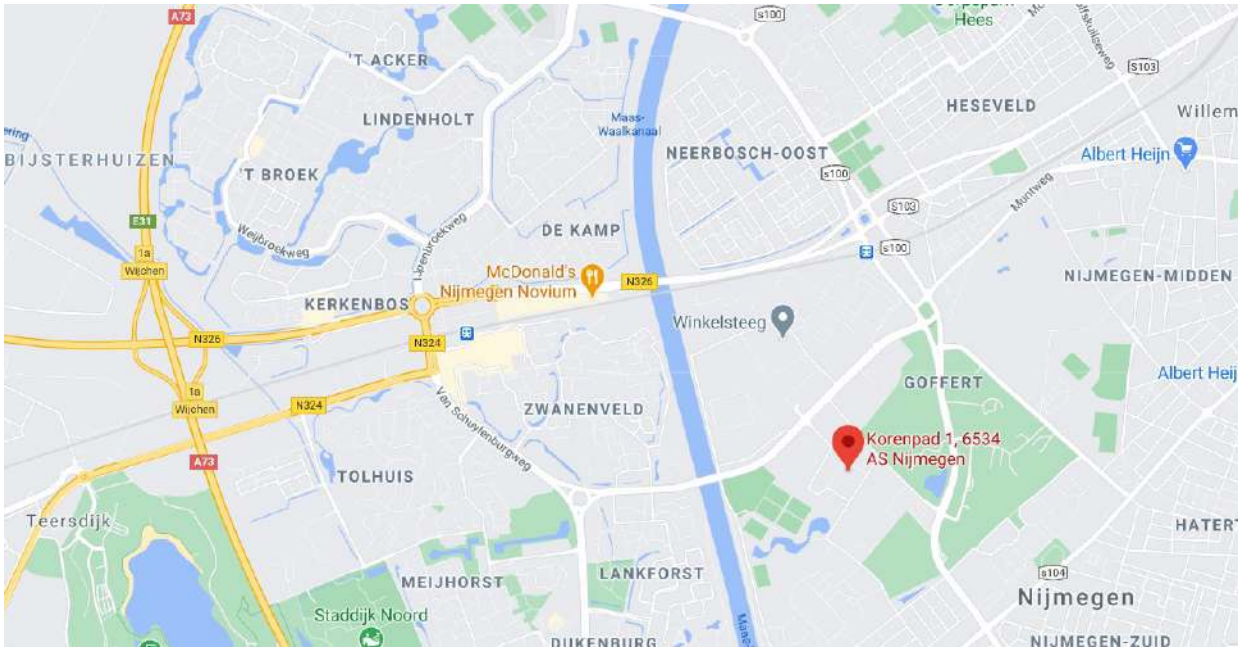 A73
s100
Hees
S103
'T ACKER
HESEVELD
LINDENHOLT
Maas-
Waalkanaal
Willem
BIJSTERHUIZEN
NEERBOSCH-OOST
Albert Heijn
'T BROEK
s100
Muntweg
E31
S103
Weijbroekweg
DE KAMP
s100
1a
Wijchen
McDonald's
Nijmegen Novium
N326
NIJMEGEN-MIDDEN
KERKENBOS
Winkelsteeg
N326
N324
GOFFERT
Albert Heij
1a
Wijchen
N324
ZWANENVELD
Van Schuylenburgweg
Korenpad 1, 6534
AS Nijmegen
A73
TOLHUIS
Teersdijk
HATERT
MEIJHORST
LANKFORST
s104
Nijmegen
Staddijk Noord
DUKENBURG
NIJMEGEN-ZUID